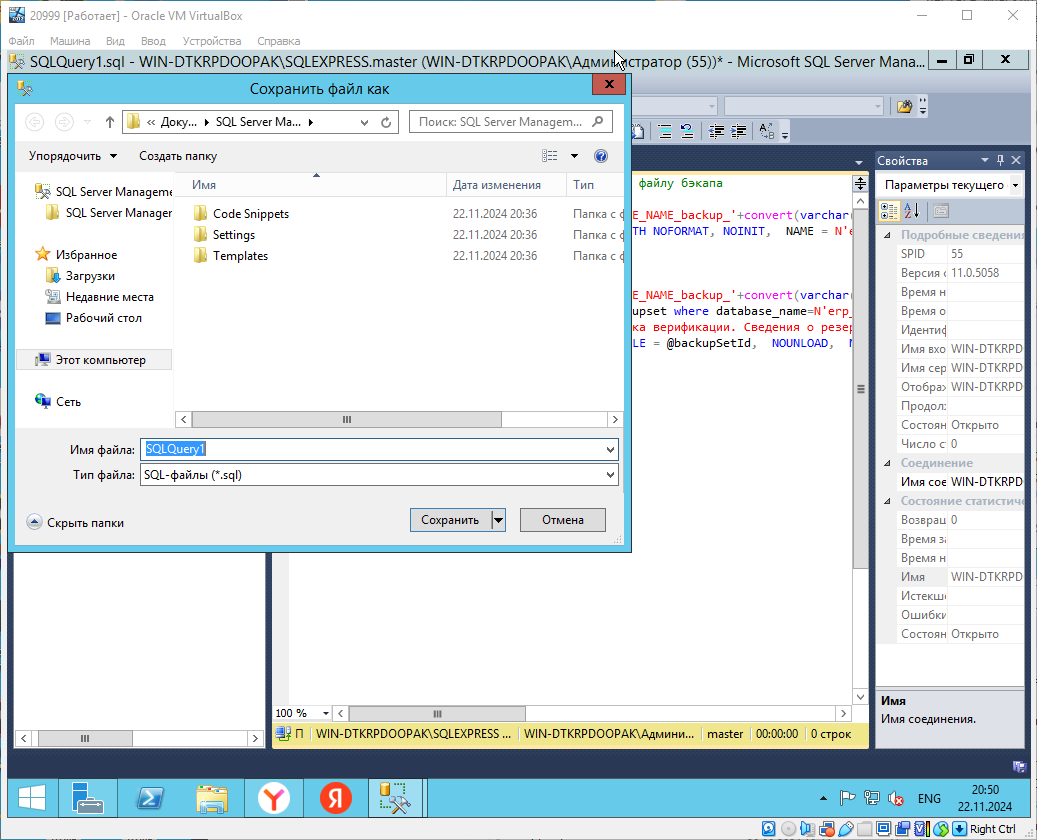 20999 [Работает] - Oracle VM VirtualBox
Файл Машина Вид Ввод Устройства Справка
SQLQuery1.sql - WIN-DTKRPDOOPAK\SQLEXPRESS.master (WIN-DTKRPDOOPAK\Администратор (55))* - Microsoft SQL Server Mana...
Сохранить файл как
« Доку... SQL Server Ma...
Поиск: SQL Server Managem...
Упорядочить Создать папку
SQL Server Manageme
SQL Server Manager
Избранное
Загрузки
Недавние места
Рабочий стол
Этот компьютер
Сеть
Имя Дата изменения Тип
Code Snippets 22.11.2024 20:36 Папка с ф
Settings 22.11.2024 20:36 Папка с ф
Templates 22.11.2024 20:36 Папка с ф
Имя файла: SQLQuery1
Тип файла: SQL-файлы (*.sql)
Скрыть папки Сохранить Отмена
файлу бэкапа
E_NAME_backup_'+convert(varchar
TH NOFORMAT, NOINIT, NAME = N'e
E_NAME_backup_'+convert(varchar
upset where database_name=N'erp_
ка верификации. Сведения о резер
LE = @backupSetId, NOUNLOAD, N
100 %
П WIN-DTKRPDOOPAK\SQLEXPRESS ... WIN-DTKRPDOOPAK\Админи... master 00:00:00 0 строк
Свойства
Параметры текущего
Подробные сведения
SPID 55
Версия с 11.0.5058
Время н
Время о
Идентиф
Имя вхо WIN-DTKRPD
Имя сер WIN-DTKRPD
Отображ WIN-DTKRPD
Продол
Состоян Открыто
Число ст 0
Соединение
Имя сое WIN-DTKRPD
Состояние статистиче
Возвращ 0
Время за
Время н
Имя WIN-DTKRPD
Истекше
Ошибки
Состоян Открыто
Имя
Имя соединения.
ENG
20:50
22.11.2024
Right Ctrl